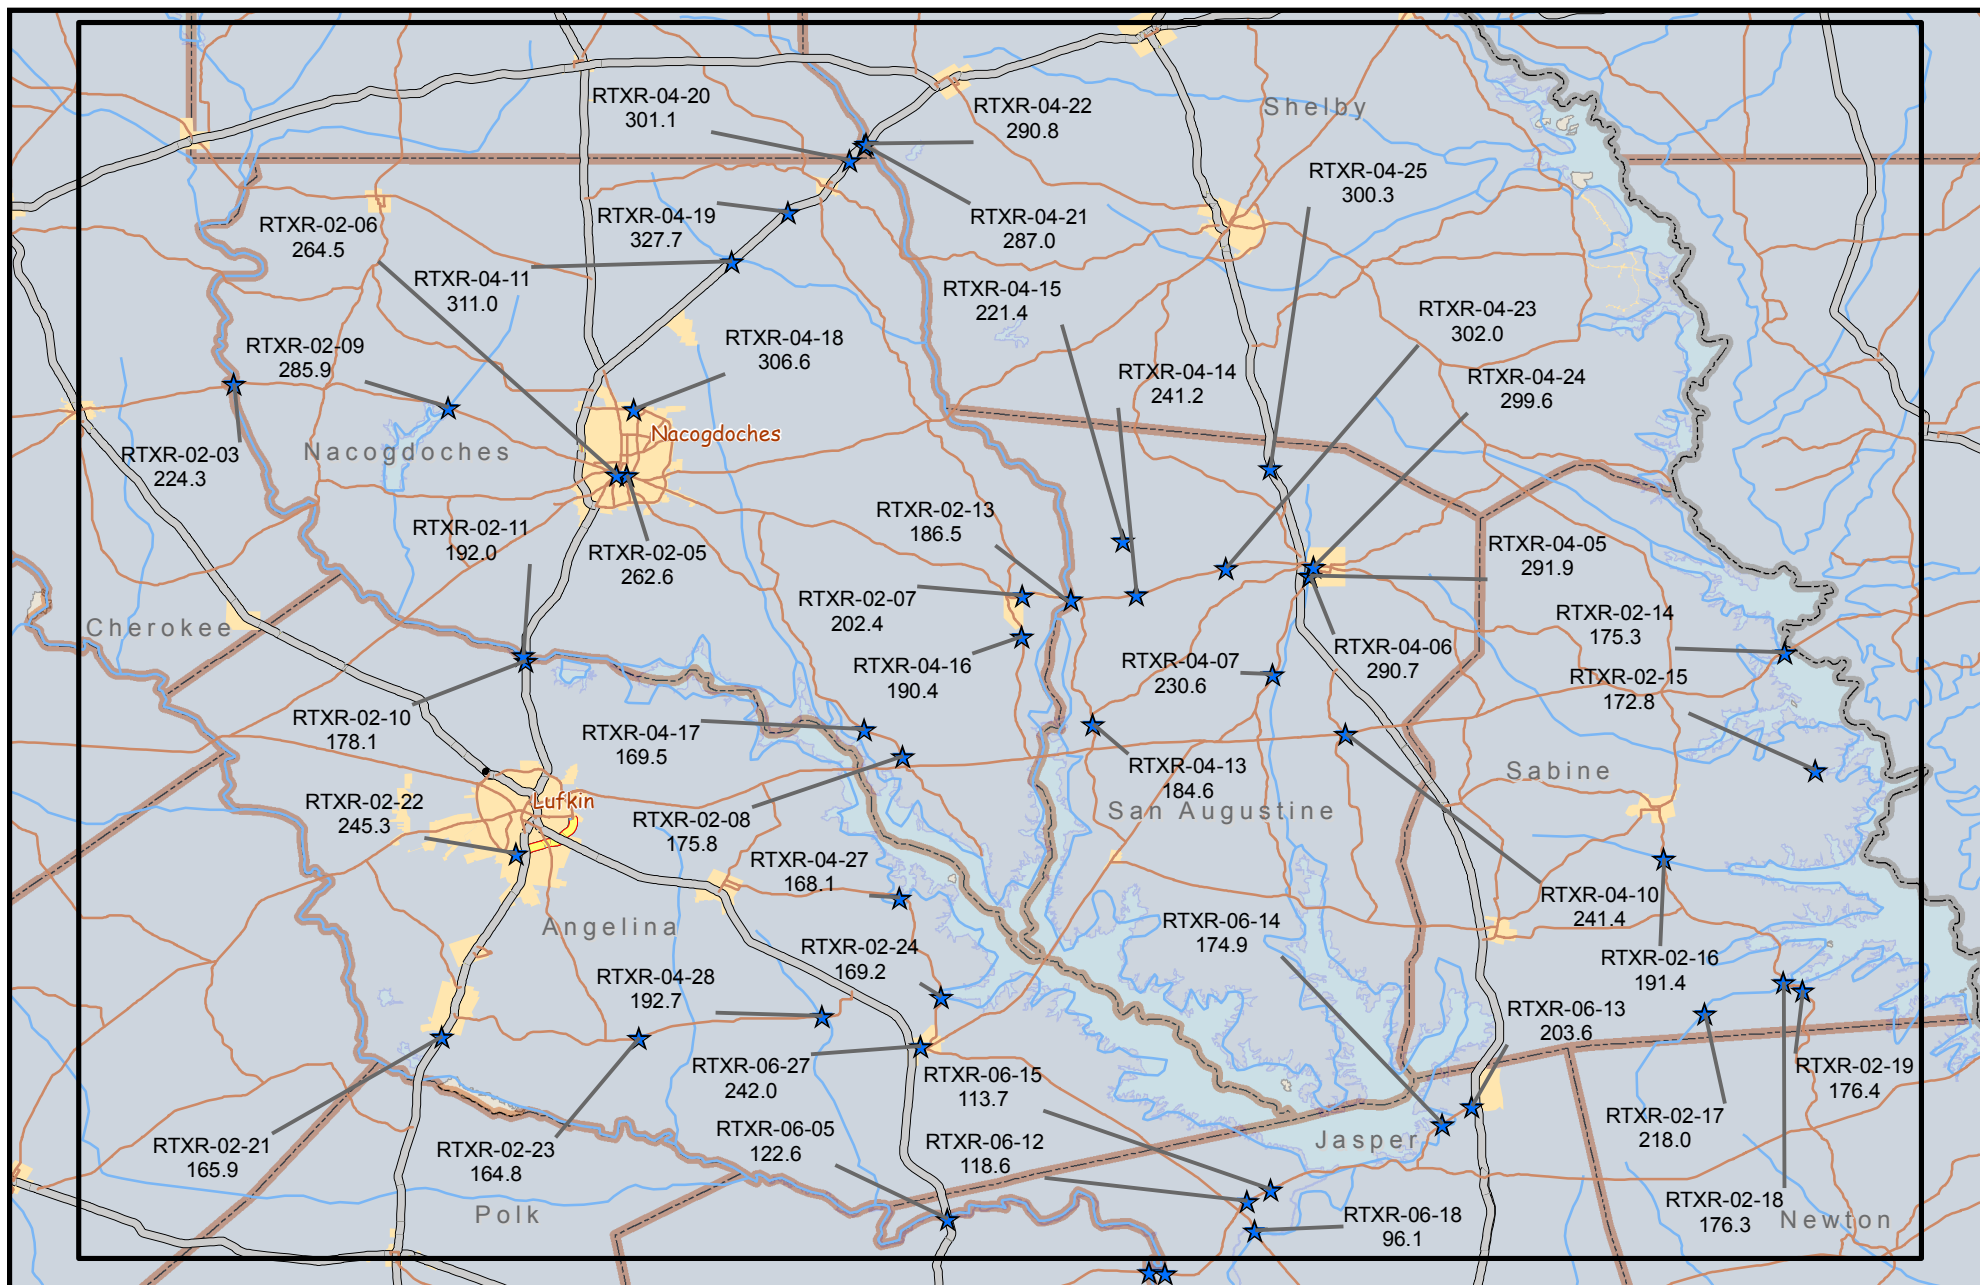 RTXR-04-20
301.1
RTXR-04-22
290.8
Shelby
RTXR-04-25
300.3
RTXR-02-06
264.5
RTXR-04-19
327.7
RTXR-04-21
287.0
RTXR-04-11
311.0
RTXR-04-15
221.4
RTXR-04-23
302.0
RTXR-04-18
306.6
RTXR-02-09
285.9
RTXR-04-14
241.2
RTXR-04-24
299.6
Nacogdoches
Nacogdoches
RTXR-02-03
224.3
RTXR-02-13
186.5
RTXR-02-11
192.0
RTXR-02-05
262.6
RTXR-04-05
291.9
RTXR-02-07
202.4
RTXR-02-14
175.3
Cherokee
RTXR-04-16
190.4
RTXR-04-07
230.6
RTXR-04-06
290.7
RTXR-02-15
172.8
RTXR-02-10
178.1
RTXR-04-17
169.5
RTXR-04-13
184.6
Sabine
RTXR-02-22
245.3
Lufkin
RTXR-02-08
175.8
San Augustine
RTXR-04-27
168.1
RTXR-04-10
241.4
Angelina
RTXR-06-14
174.9
RTXR-02-24
169.2
RTXR-02-16
191.4
RTXR-04-28
192.7
RTXR-06-13
203.6
RTXR-06-27
242.0
RTXR-06-15
113.7
RTXR-02-19
176.4
RTXR-02-17
218.0
RTXR-02-21
165.9
RTXR-02-23
164.8
RTXR-06-05
122.6
RTXR-06-12
118.6
Jasper
RTXR-02-18
176.3
Polk
RTXR-06-18
96.1
Newton